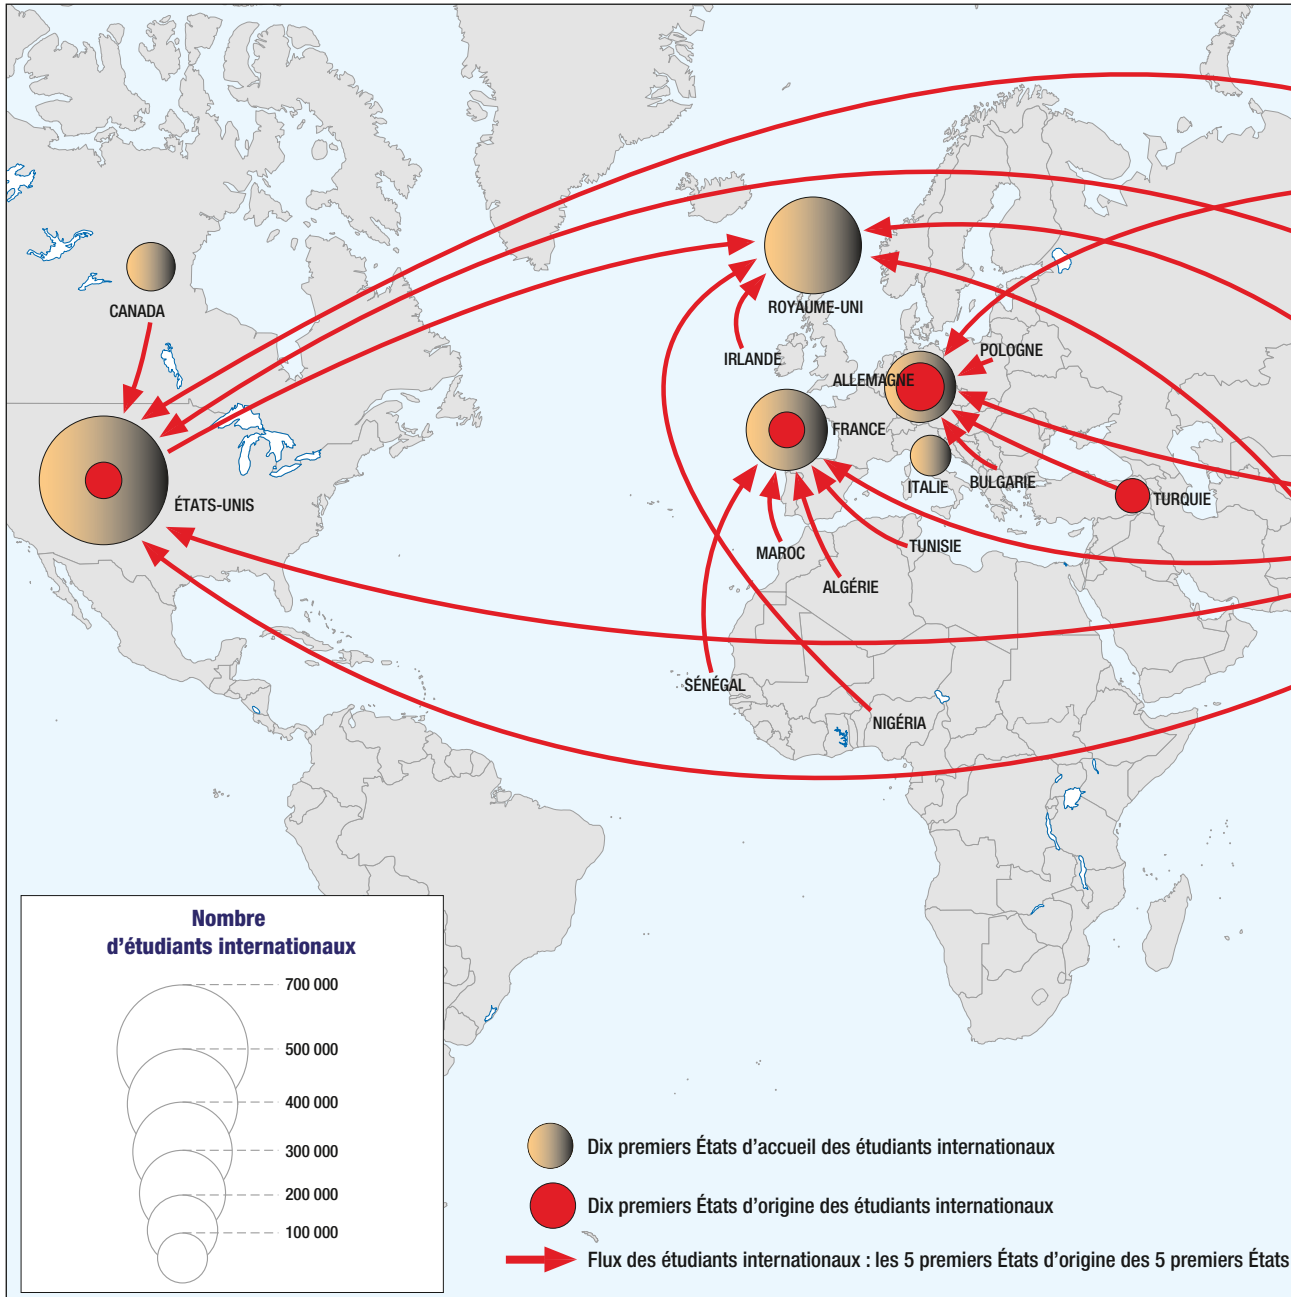 CANADA
ROYAUME-UNI
IRLANDE
POLOGNE
ALLEMAGNE
FRANCE
ITALIE
BULGARIE
ÉTATS-UNIS
TURQUIE
MAROC
TUNISIE
ALGÉRIE
SÉNÉGAL
NIGÉRIA
Nombre
d'étudiants internationaux
700 000
500 000
400 000
300 000
200 000
100 000
Dix premiers États d'accueil des étudiants internationaux
Dix premiers États d'origine des étudiants internationaux
Flux des étudiants internationaux : les 5 premiers États d'origine des 5 premiers États